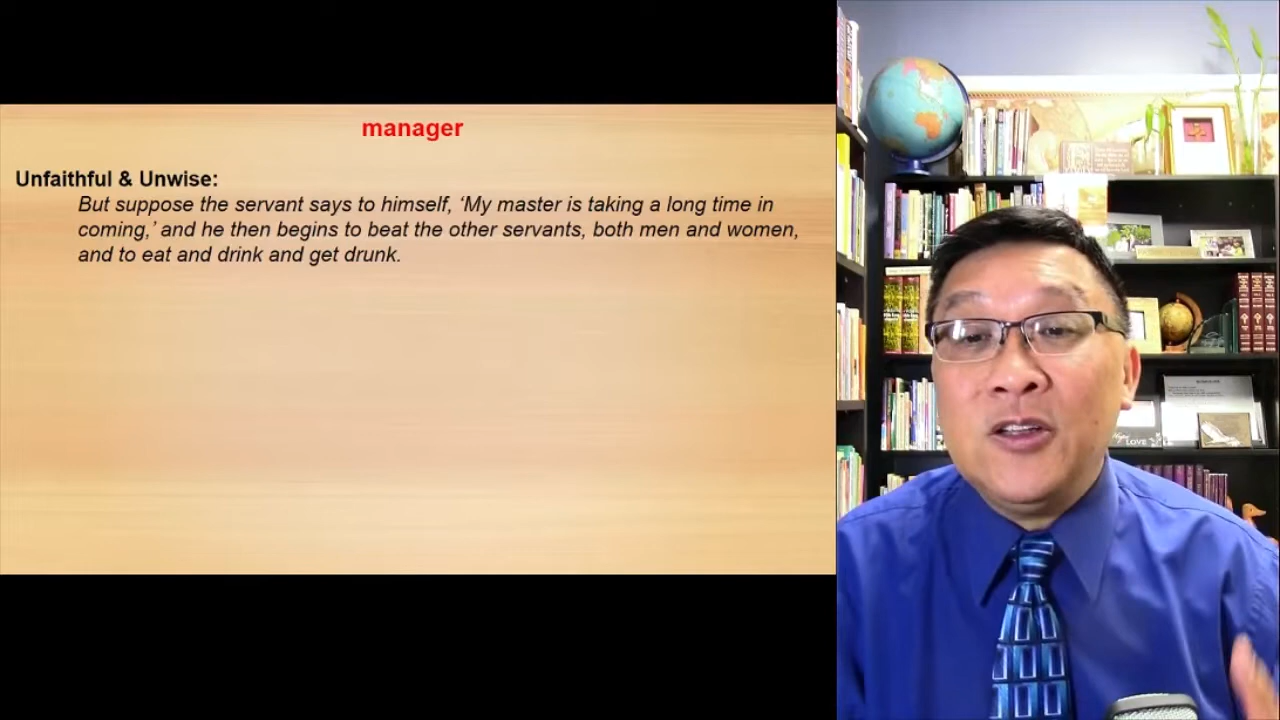 manager
Unfaithful & Unwise:
But suppose the servant says to himself, ‘My master is taking a long time in
coming,’ and he then begins to beat the other servants, both men and women,
and to eat and drink and get drunk.
Hope
LOVE